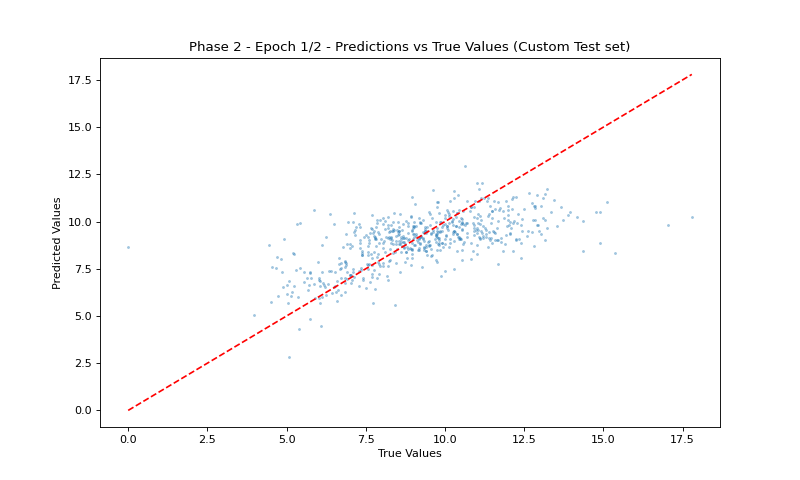 Phase 2 - Epoch 1/2 - Predictions vs True Values (Custom Test set)
Predicted Values
17.5
15.0
12.5
10.0
7.5
5.0
2.5
0.0
0.0 2.5 5.0 7.5 10.0 12.5 15.0 17.5
True Values